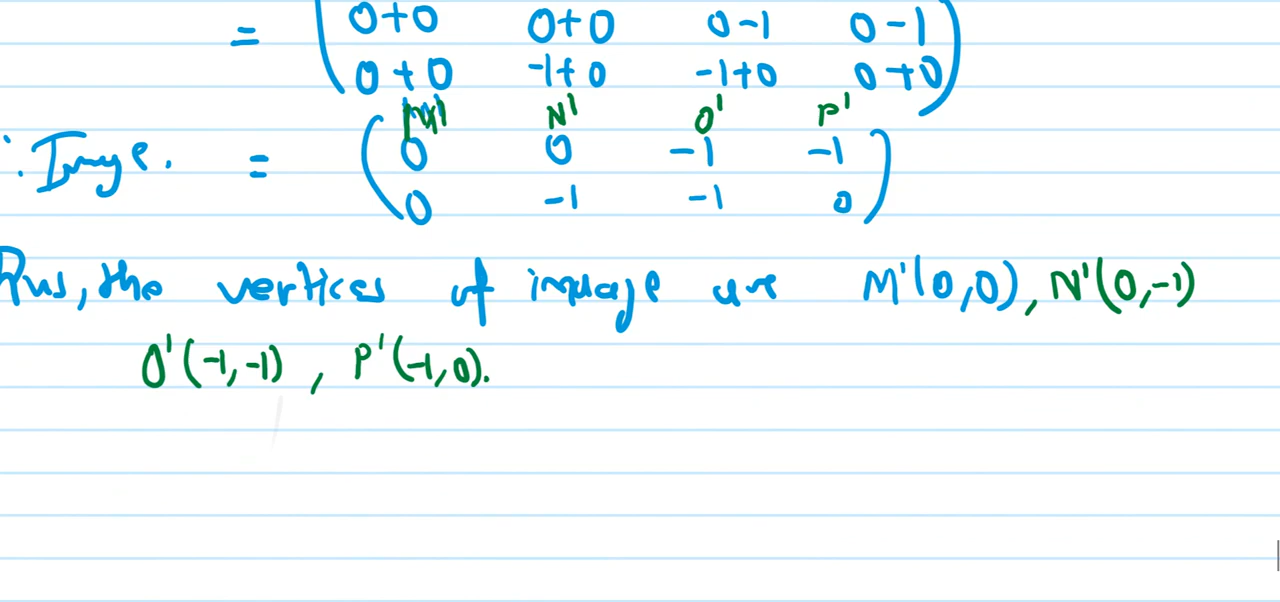 = 0+0 0+0 0-1 0-1
0+0 -1+0 -1+0 0+0
M' N' O' P'
∴ Image. = 0 0 -1 -1
0 -1 -1 0
Thus, the vertices of image are M'(0,0), N'(0,-1)
O'(-1,-1), P'(-1,0).